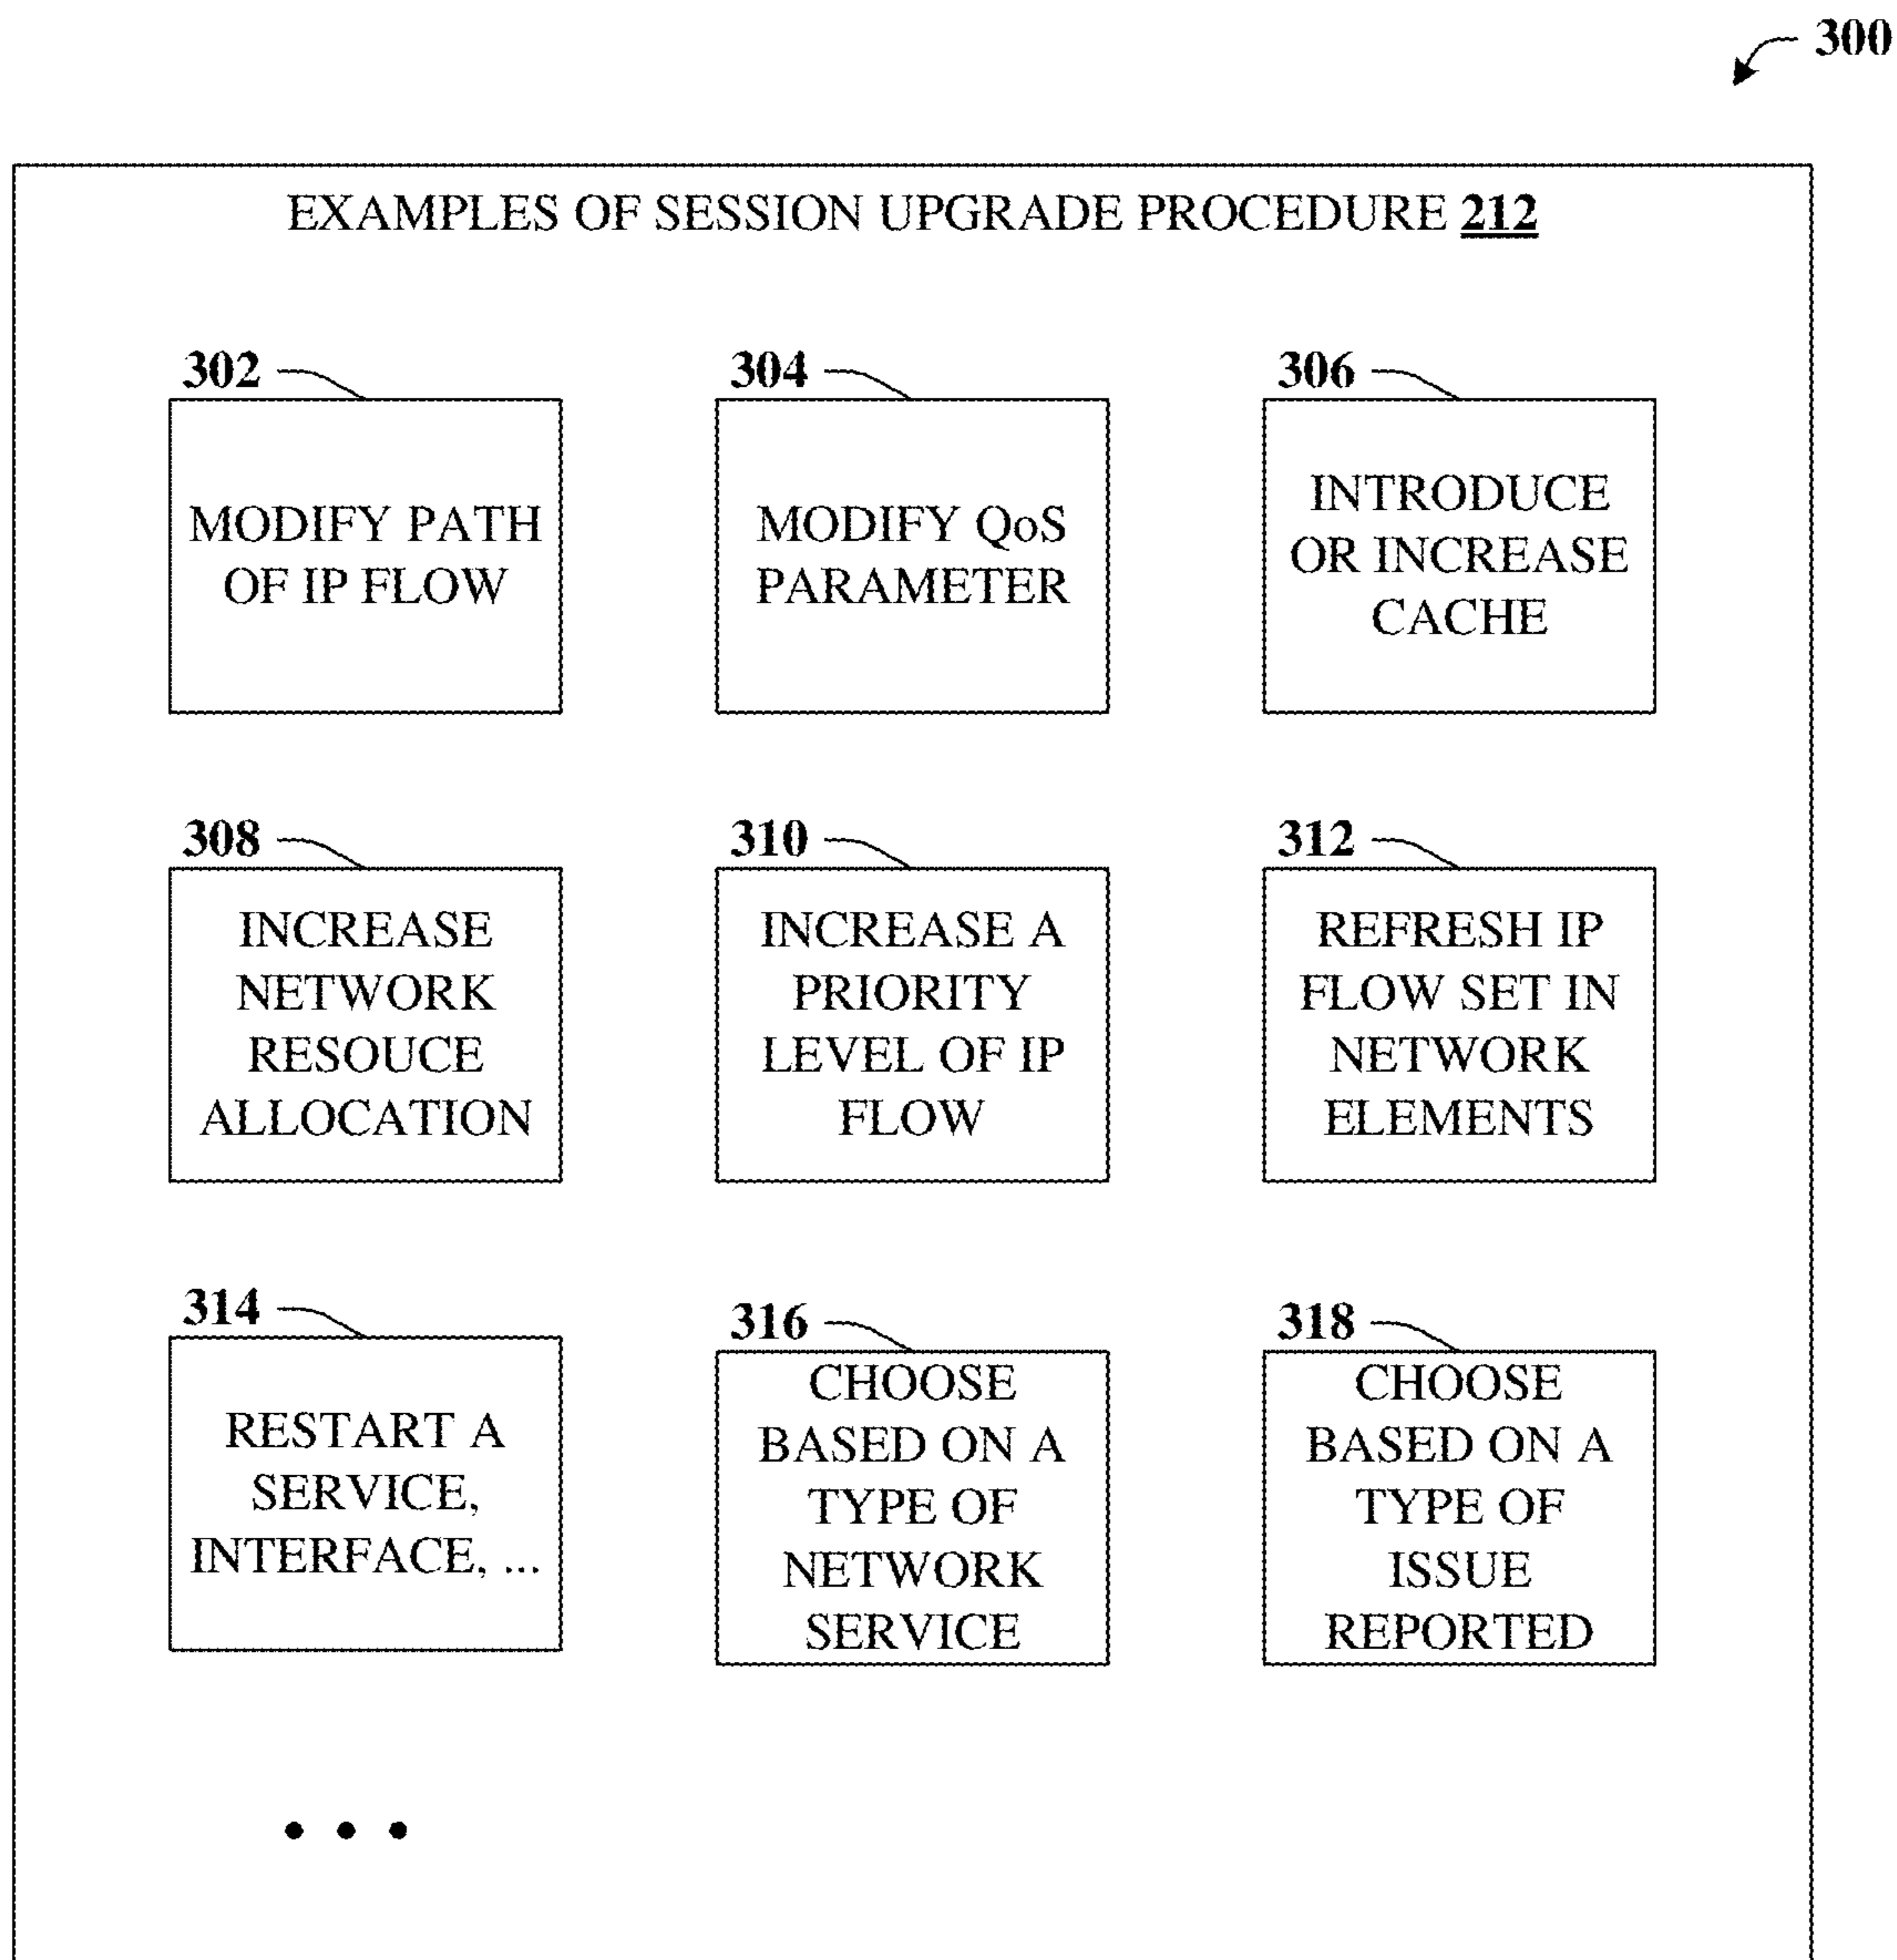 300
EXAMPLES OF SESSION UPGRADE PROCEDURE 212
302
MODIFY PATH
OF IP FLOW
304
MODIFY QoS
PARAMETER
306
INTRODUCE
OR INCREASE
CACHE
308
INCREASE
NETWORK
RESOUCE
ALLOCATION
310
INCREASE A
PRIORITY
LEVEL OF IP
FLOW
312
REFRESH IP
FLOW SET IN
NETWORK
ELEMENTS
314
RESTART A
SERVICE,
INTERFACE, ...
316
CHOOSE
BASED ON A
TYPE OF
NETWORK
SERVICE
318
CHOOSE
BASED ON A
TYPE OF
ISSUE
REPORTED
• • •